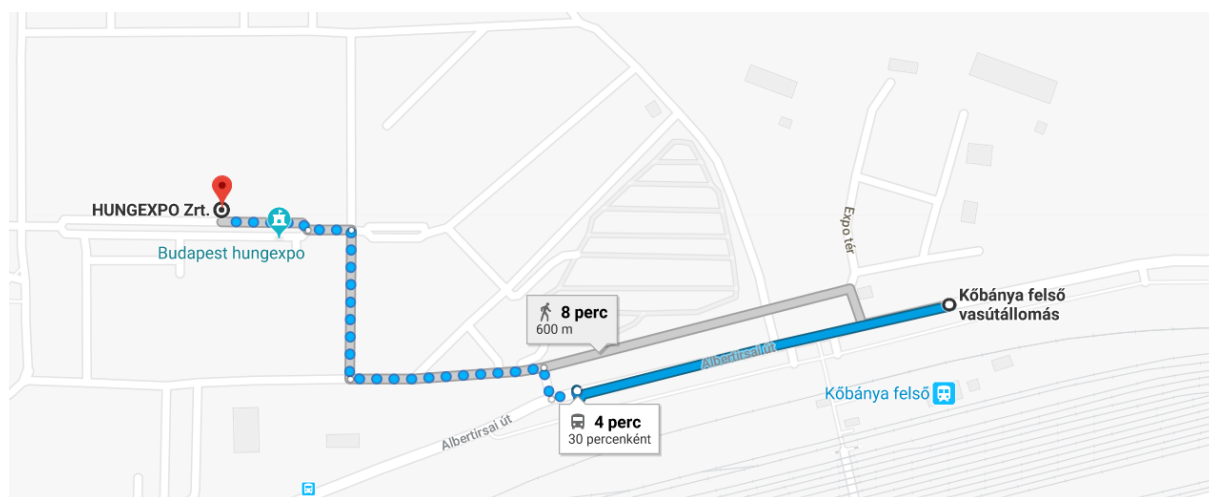 HUNGEXPO Zrt.
Budapest hungexpo
Expo tér
Kőbánya felső
vasútállomás
8 perc
600 m
Albertirsai út
Kőbánya felső
4 perc
30 percenként
Albertirsai út